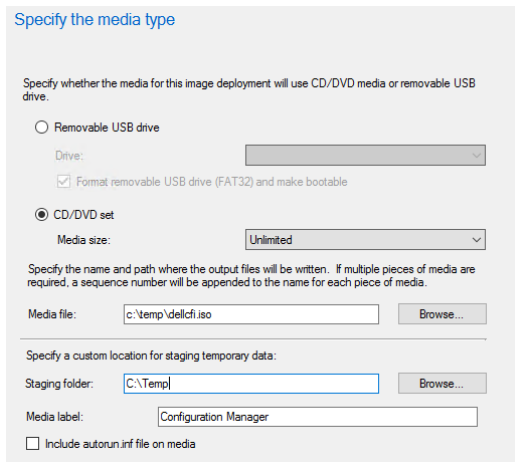 Specify the media type
Specify whether the media for this image deployment will use CD/DVD media or removable USB
drive.
Removable USB drive
Drive:
Format removable USB drive (FAT32) and make bootable
CD/DVD set
Media size: Unlimited
Specify the name and path where the output files will be written. If multiple pieces of media are
required, a sequence number will be appended to the name for each piece of media.
Media file: c:\temp\dellcfi.iso Browse...
Specify a custom location for staging temporary data:
Staging folder: C:\Temp Browse...
Media label: Configuration Manager
Include autorun.inf file on media